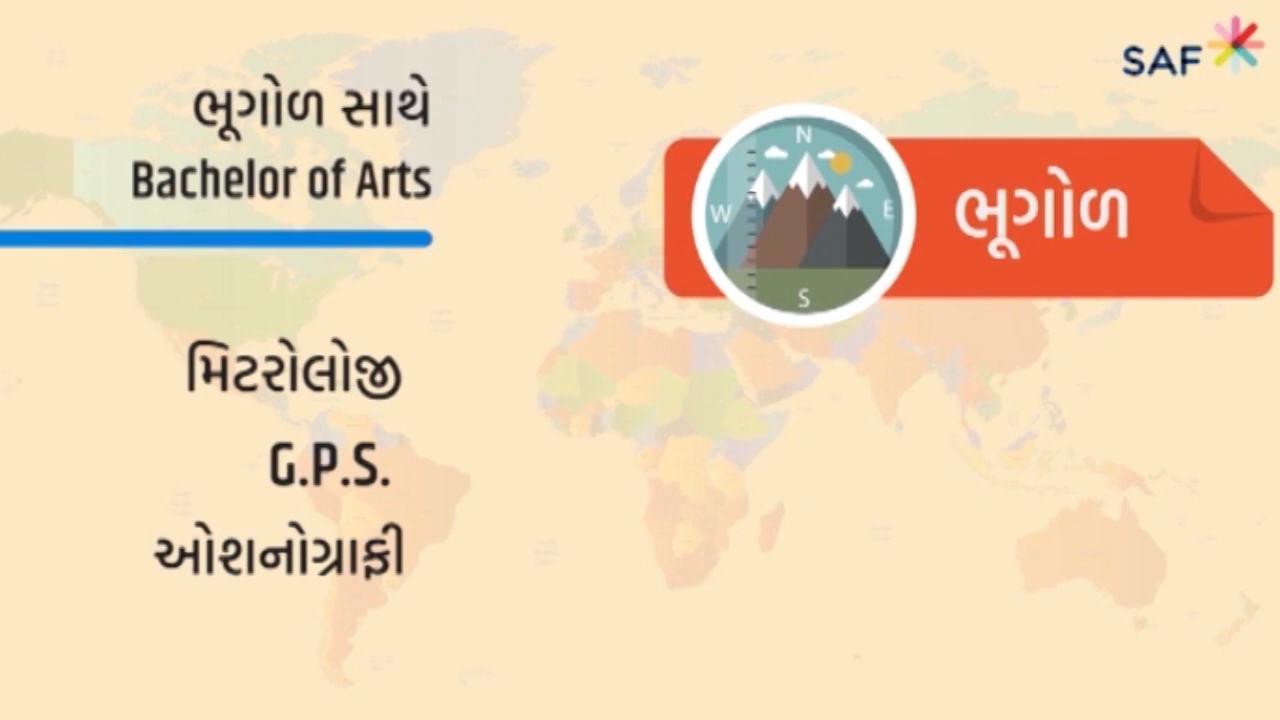 SAF
ભૂગોળ સાથે
Bachelor of Arts
N
W
E
S
ભૂગોળ
મિટરોલોજી
G.P.S.
ઓશનોગ્રાફી